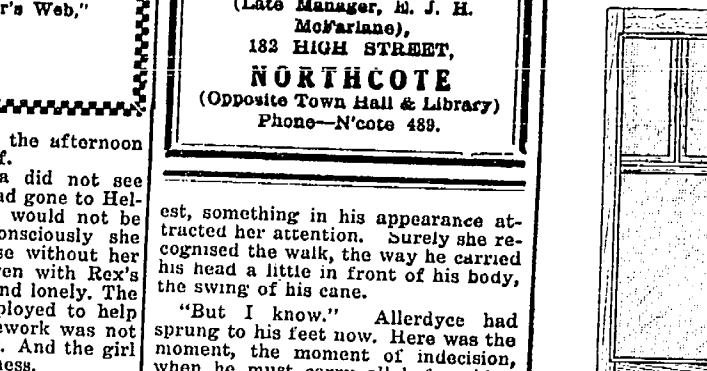 r's Web,"
the afternoon
f.
a did not see
ad gone to Hel-
would not be
onsciously she
se without her
en with Rex's
nd lonely. The
ployed to help
ework was not
. And the girl
ness.
(Late Manager, E. J. H.
McFarlane),
182 HIGH STREET,
NORTHCOTE
(Opposite Town Hall & Library)
Phone—N'cote 489.
est, something in his appearance at-
tracted her attention. Surely she re-
cognised the walk, the way he carried
his head a little in front of his body,
the swing of his cane.
"But I know." Allerdyce had
sprung to his feet now. Here was the
moment, the moment of indecision,
when he must carry